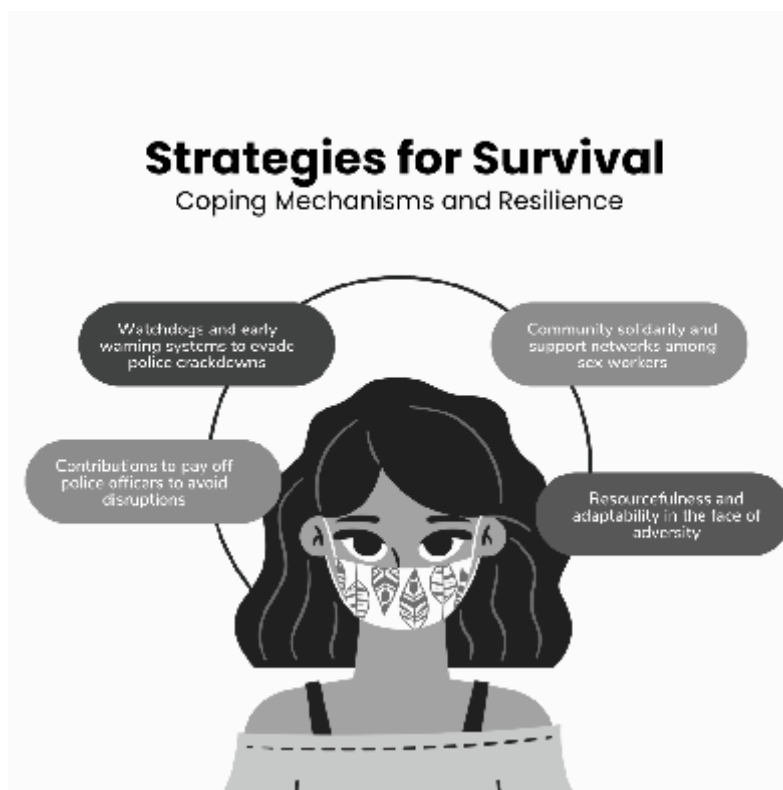 Strategies for Survival
Coping Mechanisms and Resilience
Watchdogs and early
warning systems to evade
police crackdowns
Community solidarity and
support networks among
sex workers
Contributions to pay off
police officers to avoid
disruptions
Resourcefulness and
adaptability in the face of
adversity